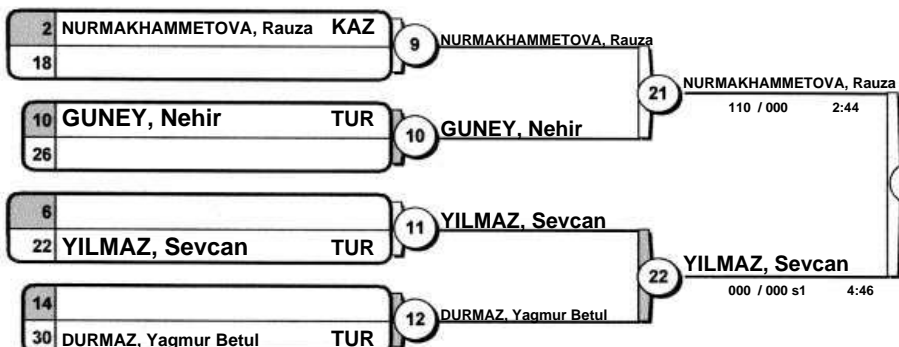 2 NURMAKHAMMETOVA, Rauza KAZ
18
9
NURMAKHAMMETOVA, Rauza
21
NURMAKHAMMETOVA, Rauza
110 / 000 2:44
10 GUNEY, Nehir TUR
26
10
GUNEY, Nehir
6
22 YILMAZ, Sevcan TUR
11
YILMAZ, Sevcan
22
YILMAZ, Sevcan
000 / 000 s1 4:46
14
30 DURMAZ, Yagmur Betul TUR
12
DURMAZ, Yagmur Betul